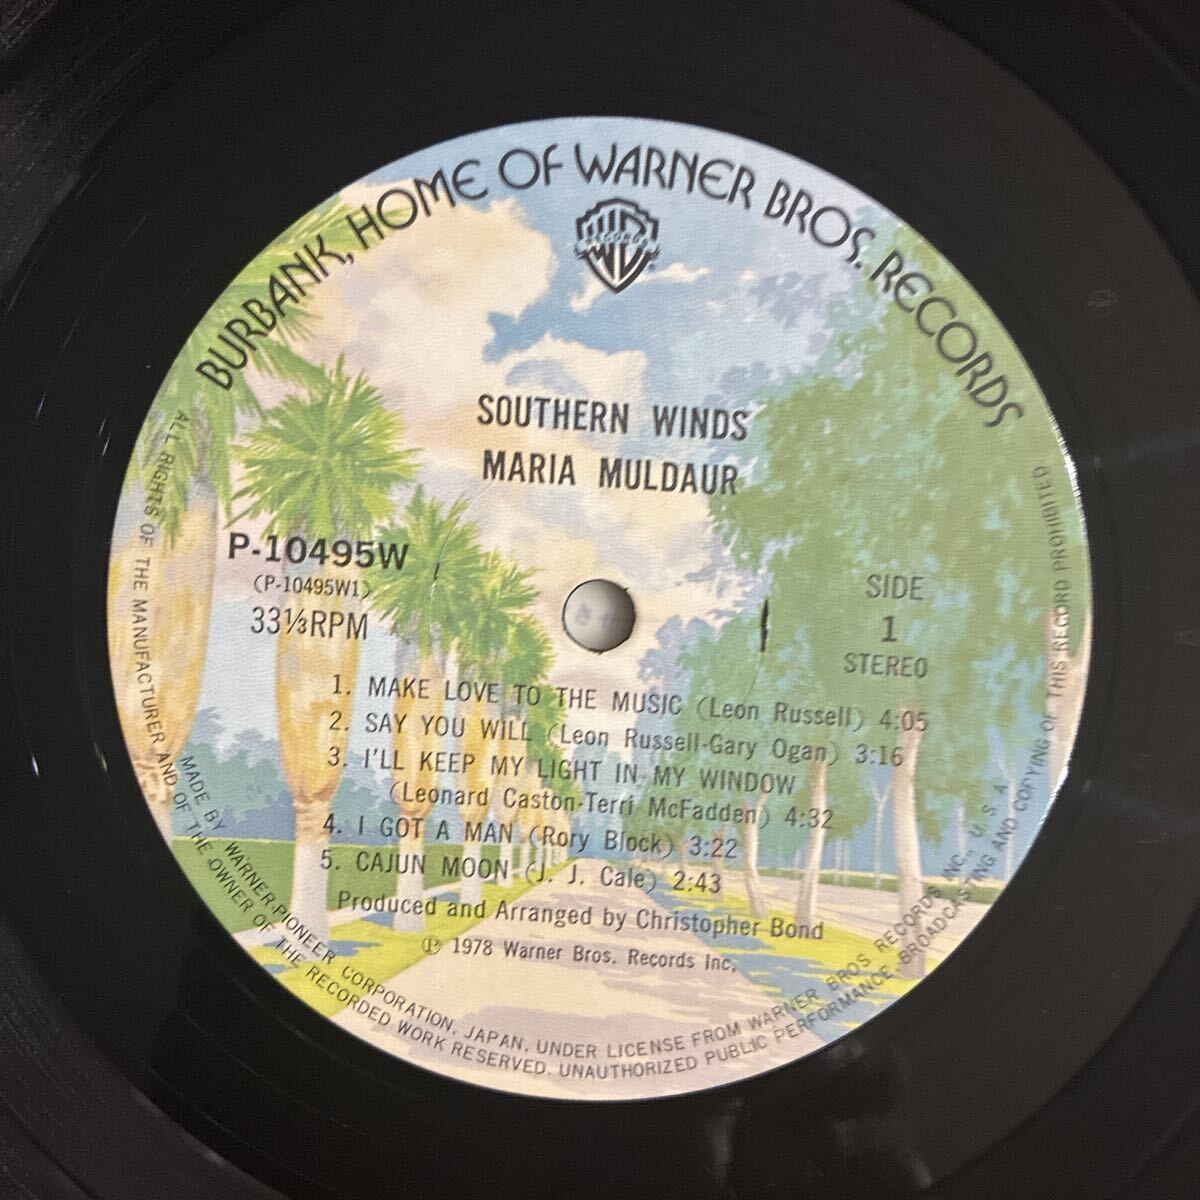 BURBANK, HOME OF WARNER BROS. RECORDS
WB
RECORDS
®
SOUTHERN WINDS
MARIA MULDAUR
P-10495W
(P-10495W1)
33⅓RPM
SIDE
1
STEREO
1. MAKE LOVE TO THE MUSIC (Leon Russell) 4:05
2. SAY YOU WILL (Leon Russell-Gary Ogan) 3:16
3. I'LL KEEP MY LIGHT IN MY WINDOW
(Leonard Caston-Terri McFadden) 4:32
4. I GOT A MAN (Rory Block) 3:22
5. CAJUN MOON (J. J. Cale) 2:43
Produced and Arranged by Christopher Bond
Ⓟ 1978 Warner Bros. Records Inc.
MADE BY WARNER-PIONEER CORPORATION, JAPAN, UNDER LICENSE FROM WARNER BROS RECORDS INC., U. S. A.
ALL RIGHTS OF THE MANUFACTURER AND OF THE OWNER OF THE RECORDED WORK RESERVED. UNAUTHORIZED PUBLIC PERFORMANCE, BROADCASTING AND COPYING OF THIS RECORD PROHIBITED